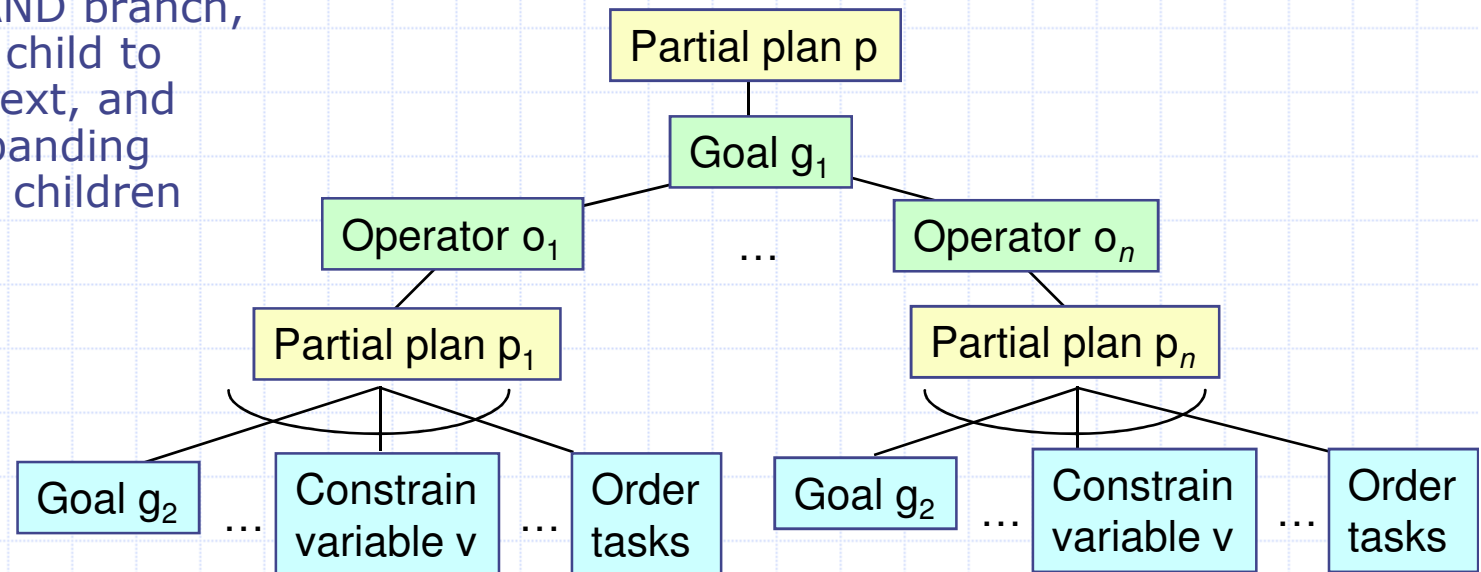 AND branch,
child to
ext, and
panding
children
Partial plan p
Goal g₁
Operator o₁
...
Operator oₙ
Partial plan p₁
Partial plan pₙ
Goal g₂
...
Constrain
variable v
...
Order
tasks
Goal g₂
...
Constrain
variable v
...
Order
tasks